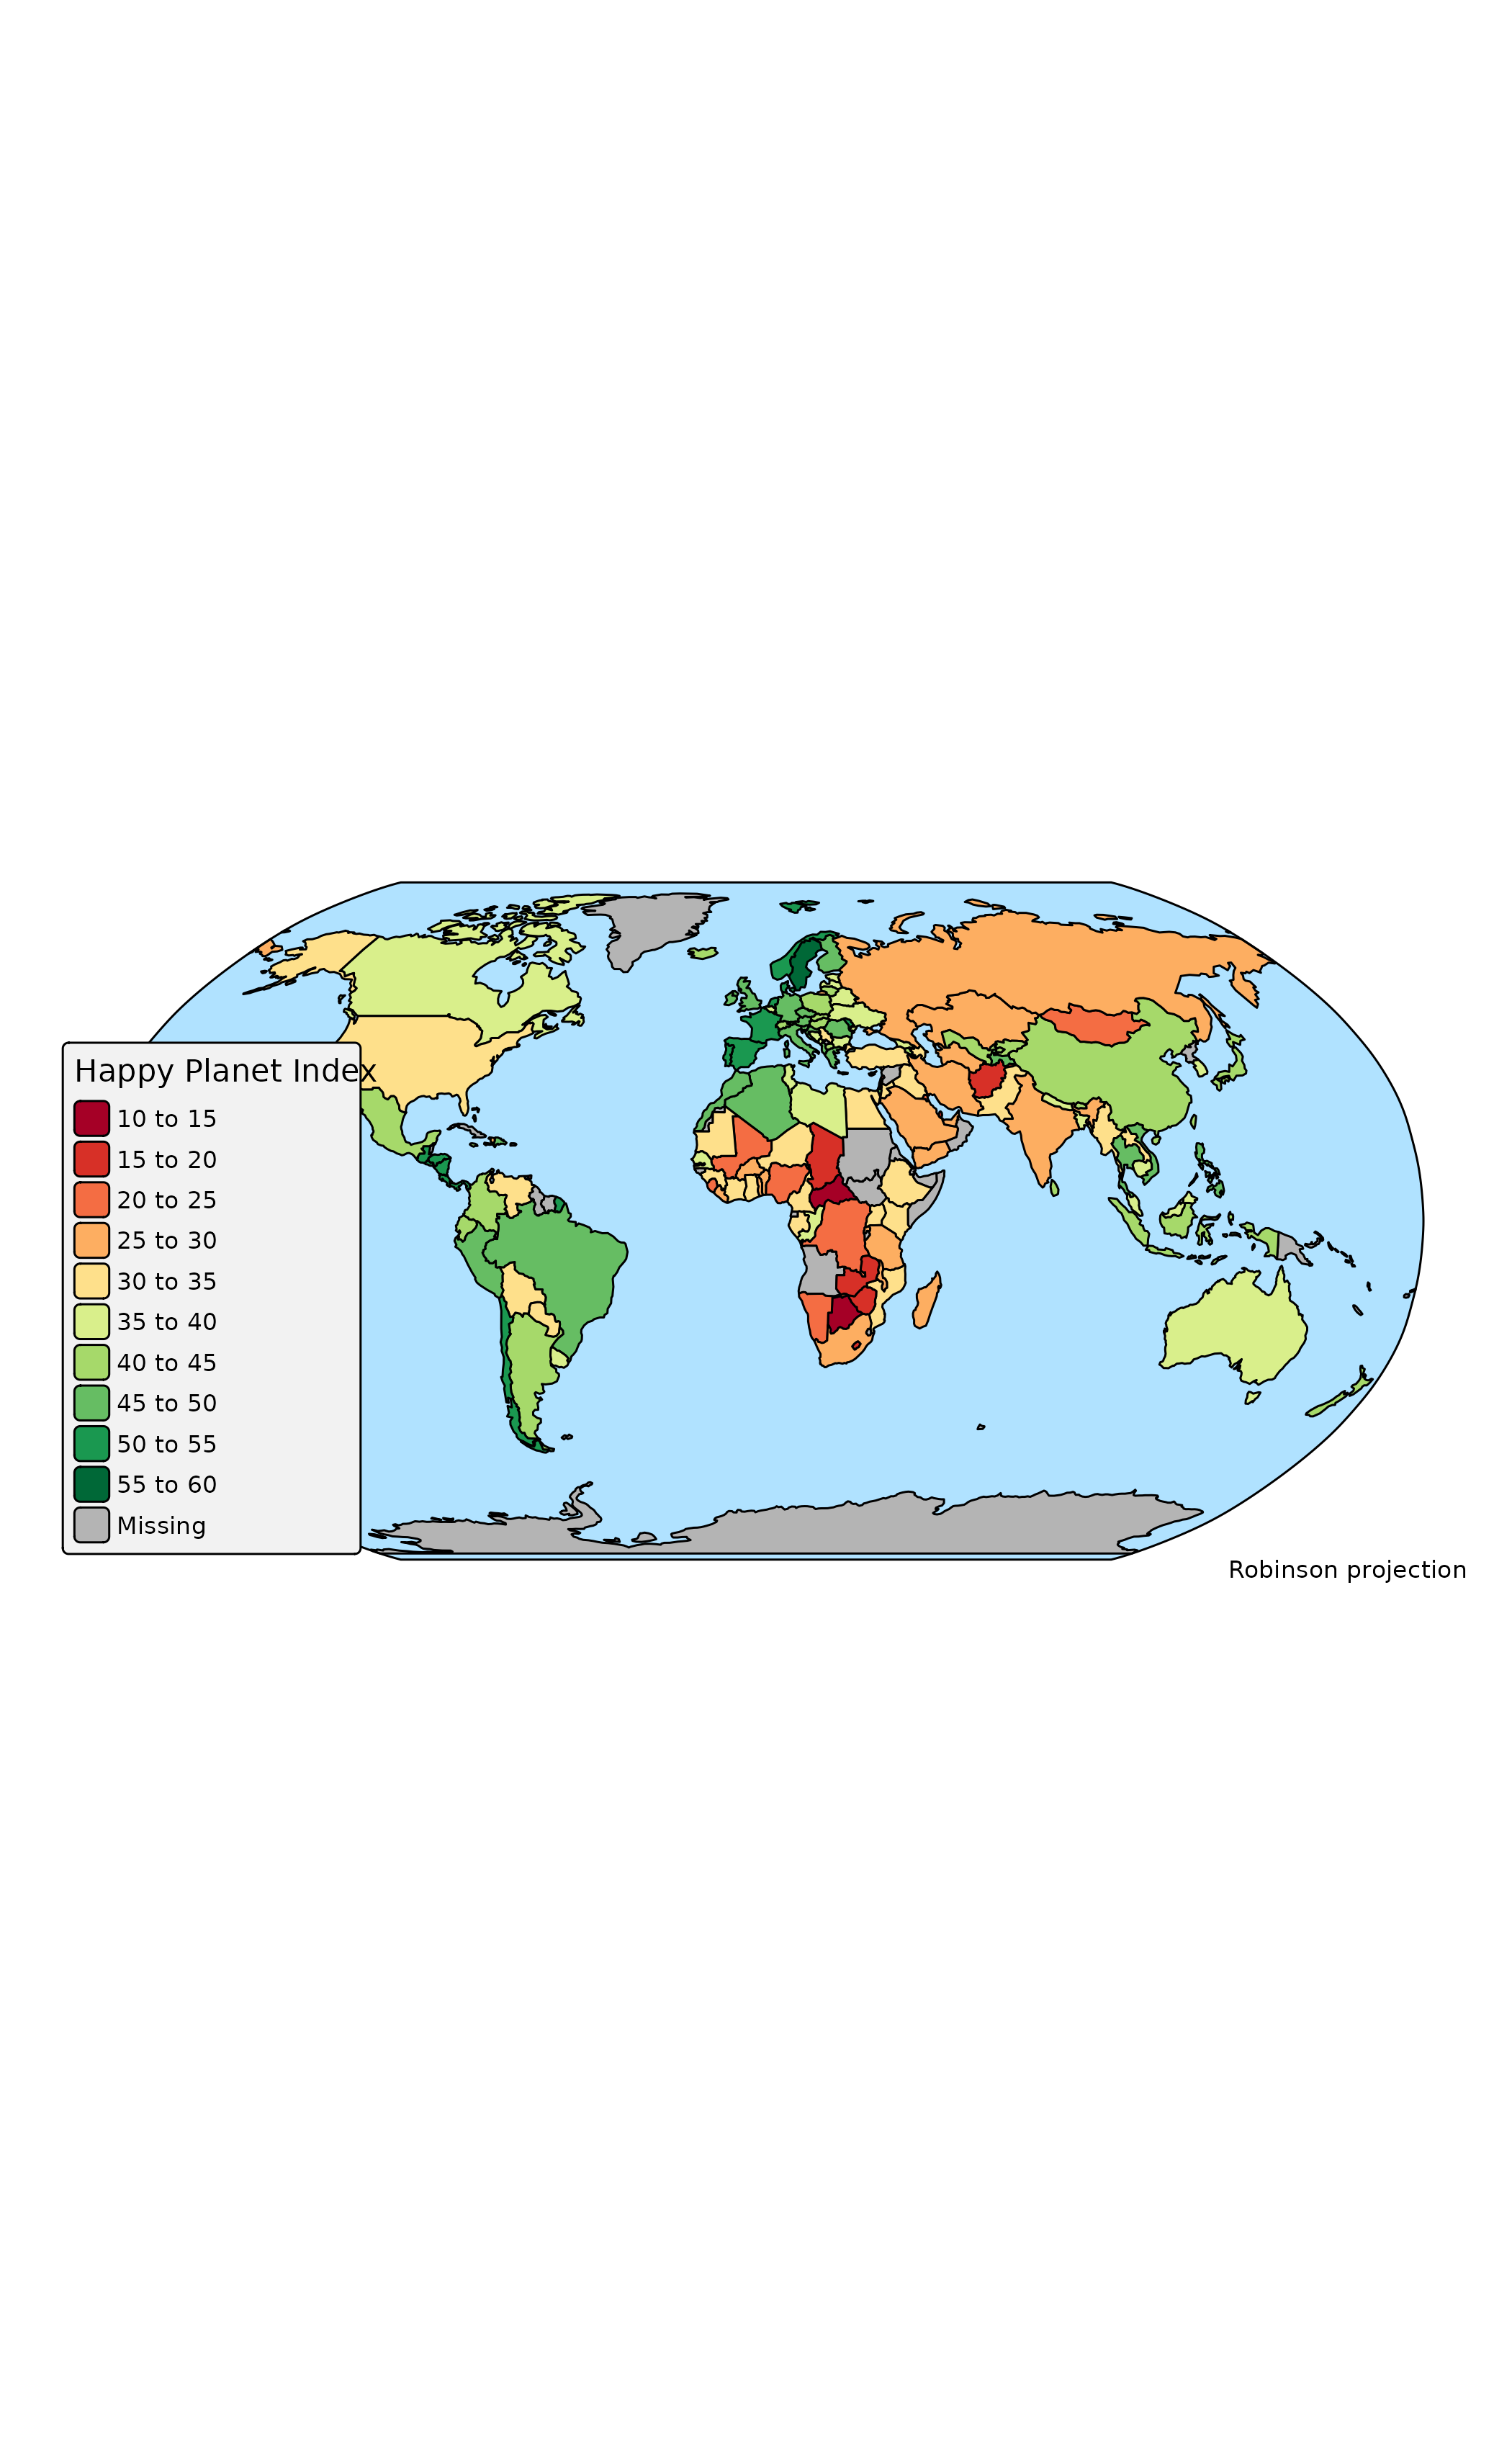 Happy Planet Index
10 to 15
15 to 20
20 to 25
25 to 30
30 to 35
35 to 40
40 to 45
45 to 50
50 to 55
55 to 60
Missing
Robinson projection